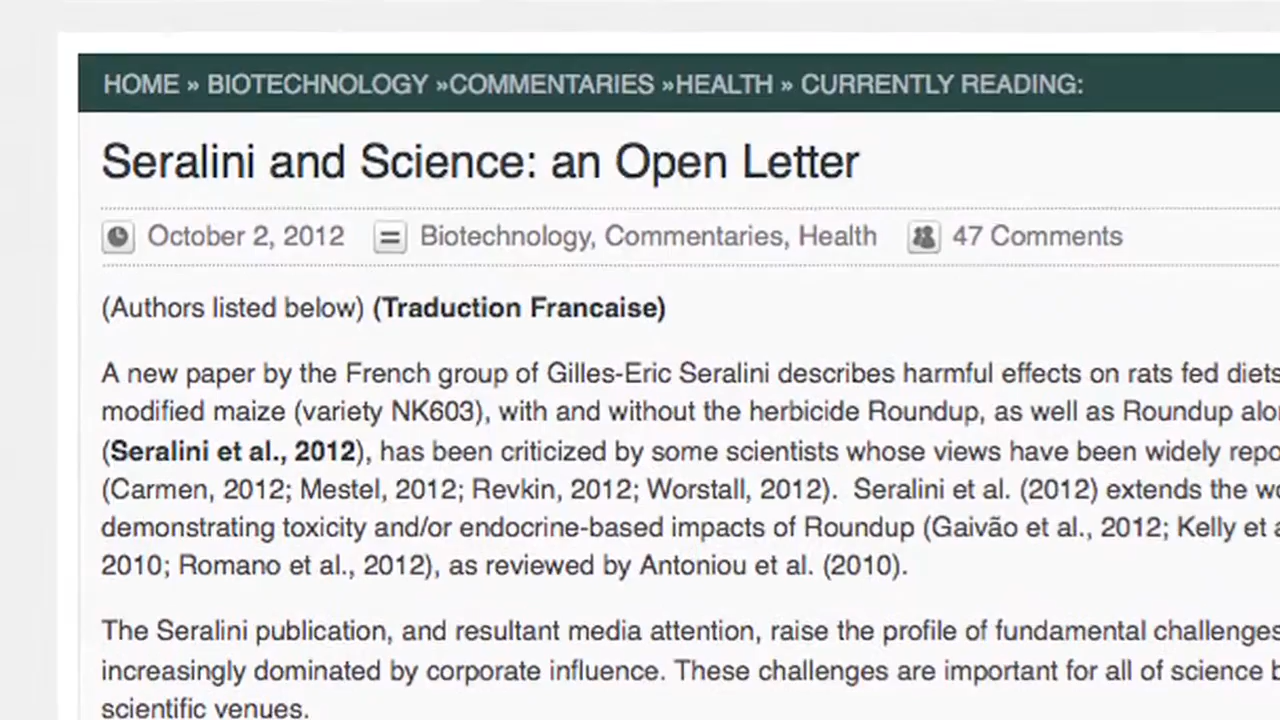 HOME » BIOTECHNOLOGY »COMMENTARIES »HEALTH » CURRENTLY READING:
Seralini and Science: an Open Letter
October 2, 2012 Biotechnology, Commentaries, Health 47 Comments
(Authors listed below) (Traduction Francaise)
A new paper by the French group of Gilles-Eric Seralini describes harmful effects on rats fed diets
modified maize (variety NK603), with and without the herbicide Roundup, as well as Roundup alo
(Seralini et al., 2012), has been criticized by some scientists whose views have been widely repo
(Carmen, 2012; Mestel, 2012; Revkin, 2012; Worstall, 2012).  Seralini et al. (2012) extends the wo
demonstrating toxicity and/or endocrine-based impacts of Roundup (Gaivão et al., 2012; Kelly et a
2010; Romano et al., 2012), as reviewed by Antoniou et al. (2010).
The Seralini publication, and resultant media attention, raise the profile of fundamental challenges
increasingly dominated by corporate influence. These challenges are important for all of science b
scientific venues.